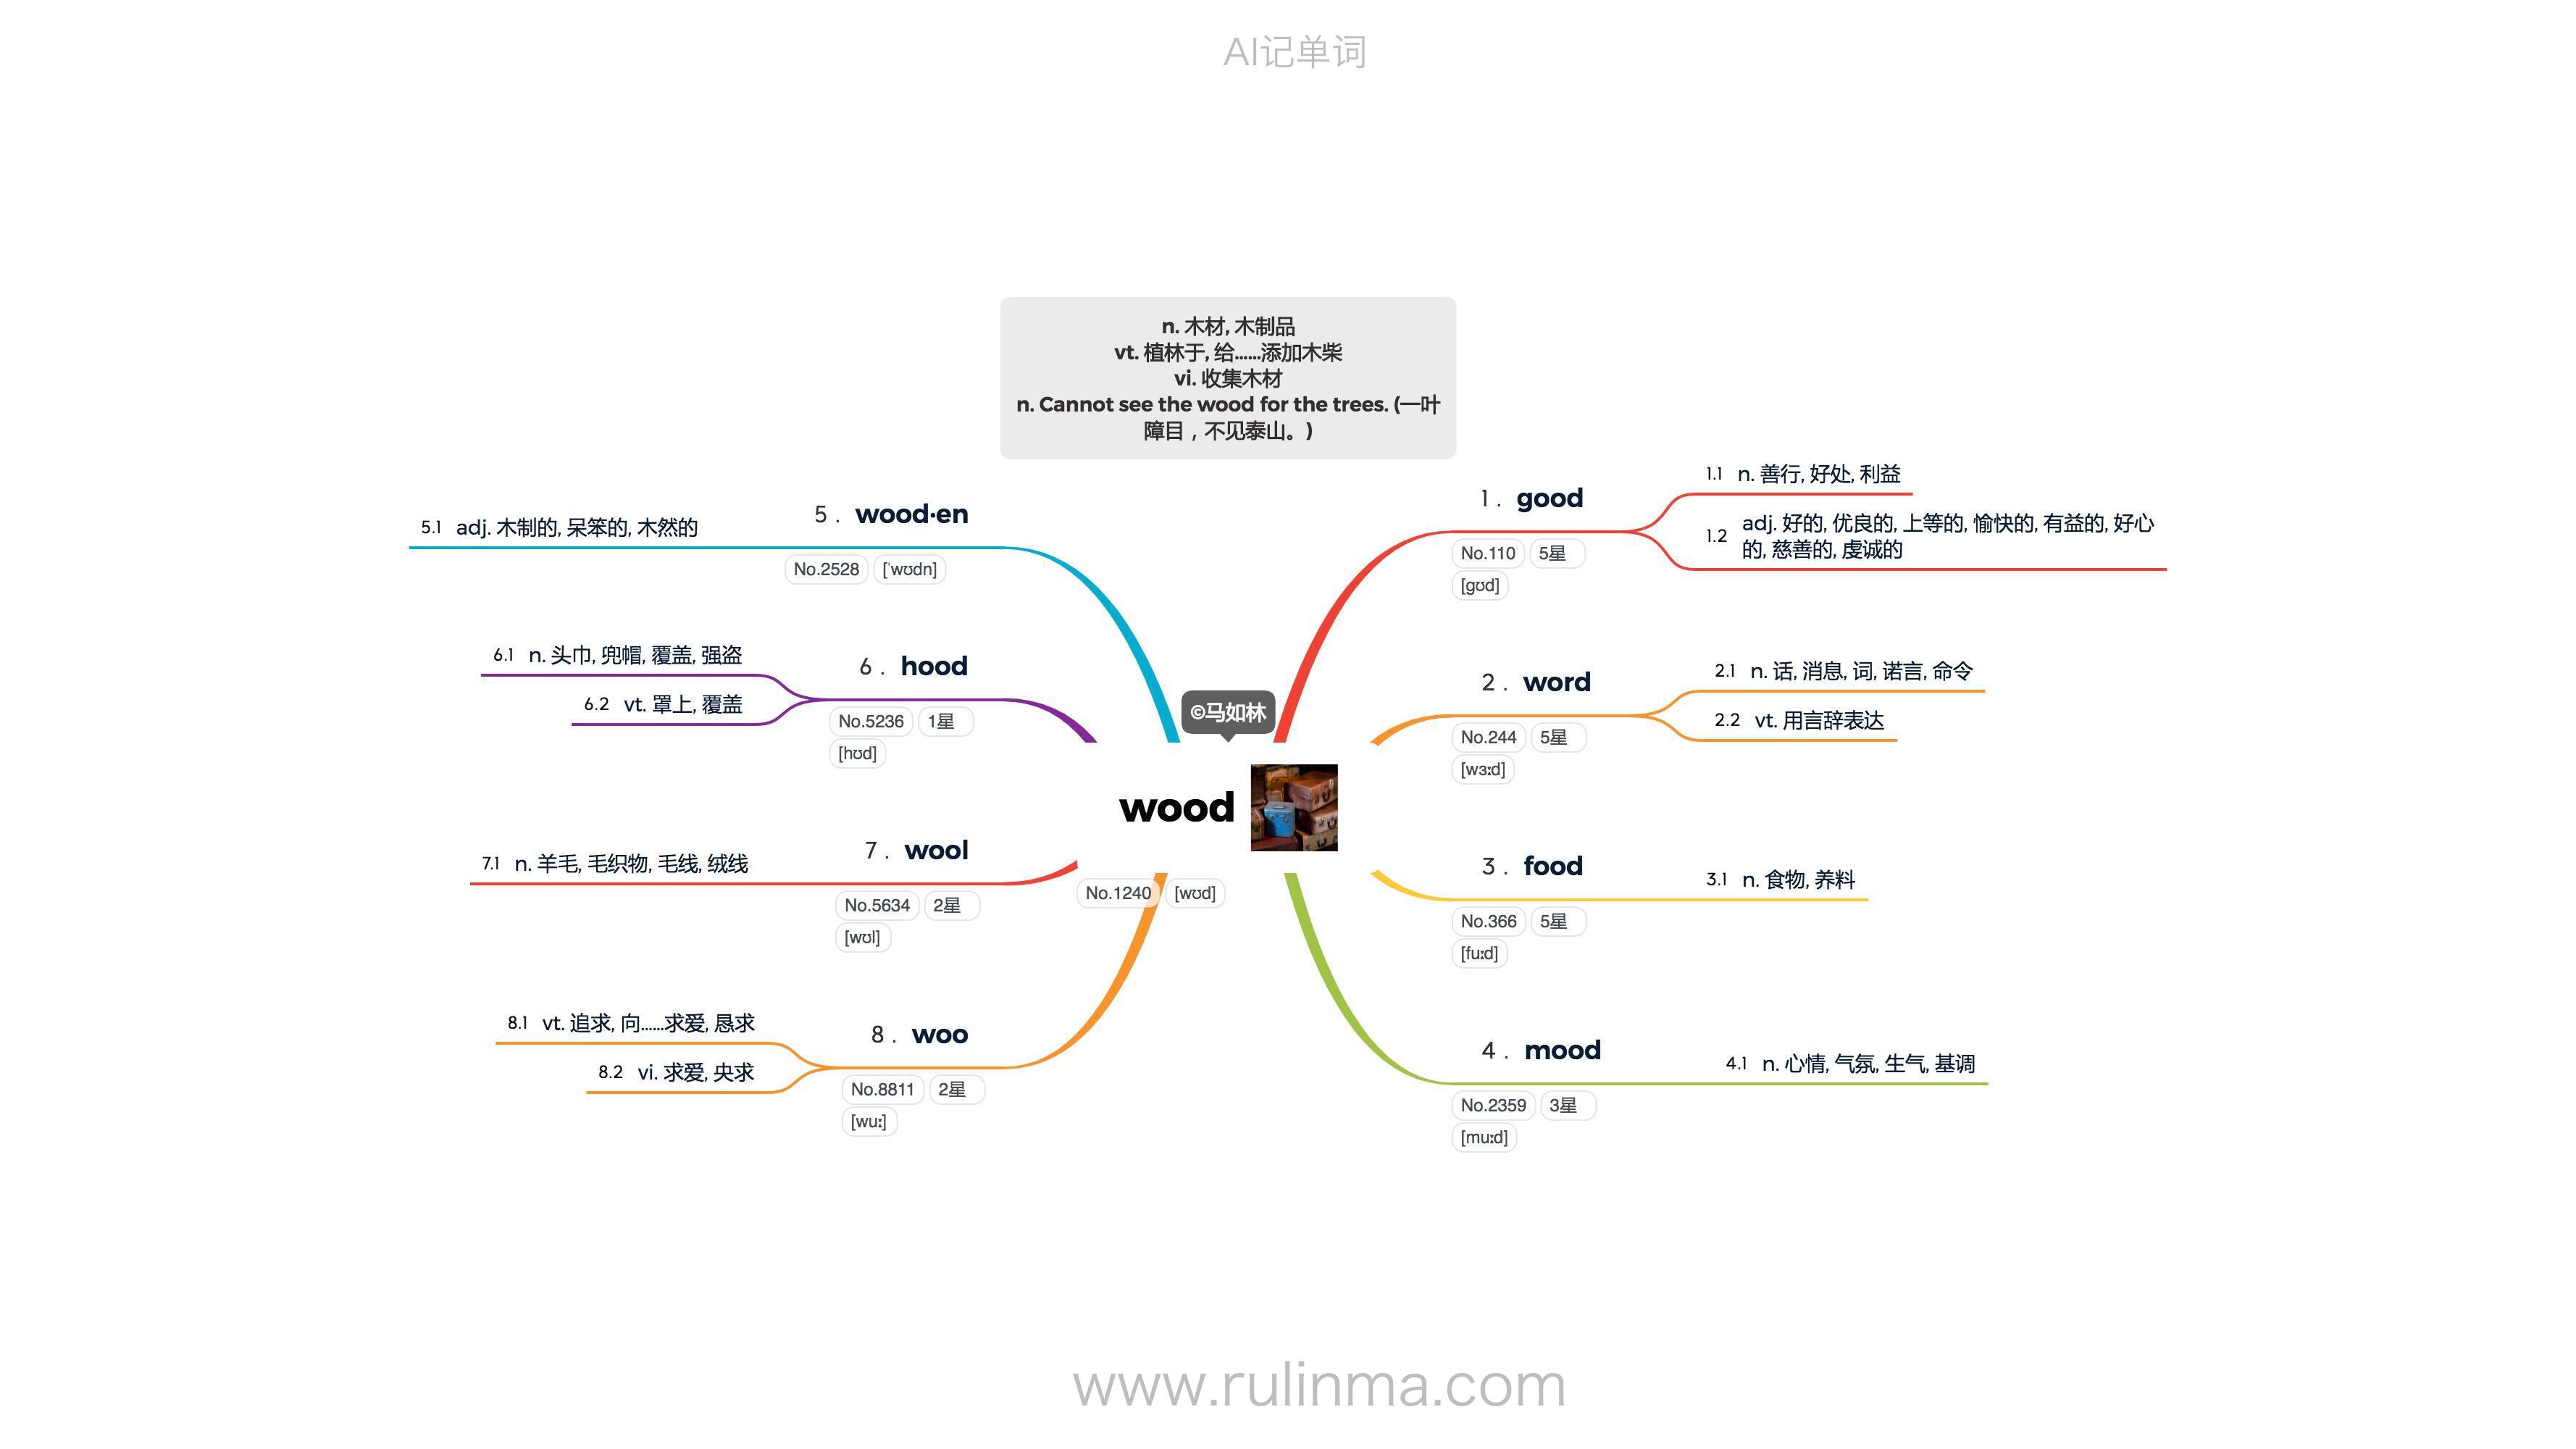 AI记单词
n. 木材, 木制品
vt. 植林于, 给......添加木柴
vi. 收集木材
n. Cannot see the wood for the trees. (一叶
障目，不见泰山。)
©马如林
wood
No.1240 [wʊd]
1. good
No.110 5星
[gʊd]
1.1 n. 善行, 好处, 利益
1.2 adj. 好的, 优良的, 上等的, 愉快的, 有益的, 好心
的, 慈善的, 虔诚的
2. word
No.244 5星
[wɜːd]
2.1 n. 话, 消息, 词, 诺言, 命令
2.2 vt. 用言辞表达
3. food
No.366 5星
[fuːd]
3.1 n. 食物, 养料
4. mood
No.2359 3星
[muːd]
4.1 n. 心情, 气氛, 生气, 基调
5. wood·en
No.2528 [ˈwʊdn]
5.1 adj. 木制的, 呆笨的, 木然的
6. hood
No.5236 1星
[hʊd]
6.1 n. 头巾, 兜帽, 覆盖, 强盗
6.2 vt. 罩上, 覆盖
7. wool
No.5634 2星
[wʊl]
7.1 n. 羊毛, 毛织物, 毛线, 绒线
8. woo
No.8811 2星
[wuː]
8.1 vt. 追求, 向......求爱, 恳求
8.2 vi. 求爱, 央求
www.rulinma.com